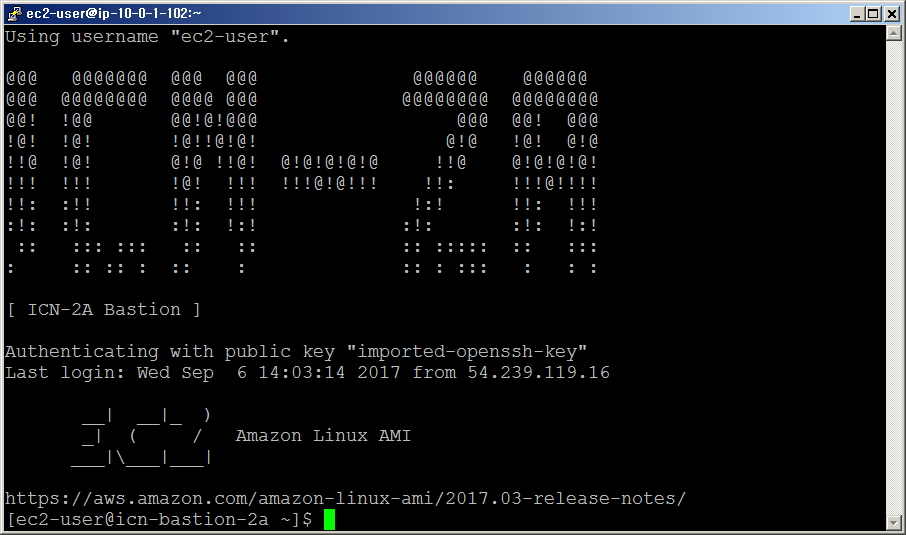 ec2-user@ip-10-0-1-102:~
Using username "ec2-user".
@@@   @@@@@@@  @@@  @@@              @@@@@@    @@@@@@
@@@  @@@@@@@@  @@@@ @@@             @@@@@@@@  @@@@@@@@
@@!  !@@       @@!@!@@@                  @@@  @@!  @@@
!@!  !@!       !@!!@!@!                 @!@   !@!  @!@
!!@  !@!       @!@ !!@!  @!@!@!@!@     !!@    @!@!@!@!
!!!  !!!       !@!  !!!  !!!@!@!!!    !!:     !!!@!!!!
!!:  :!!       !!:  !!!              !:!      !!:  !!!
:!:  :!:       :!:  !:!             :!:       :!:  !:!
 ::   ::: :::   ::   ::             :: :::::  ::   :::
:     :: :: :  ::    :              :: : :::   :   : :
[ ICN-2A Bastion ]
Authenticating with public key "imported-openssh-key"
Last login: Wed Sep  6 14:03:14 2017 from 54.239.119.16
       __|  __|_  )
       _|  (     /   Amazon Linux AMI
      ___|\___|___|
https://aws.amazon.com/amazon-linux-ami/2017.03-release-notes/
[ec2-user@icn-bastion-2a ~]$